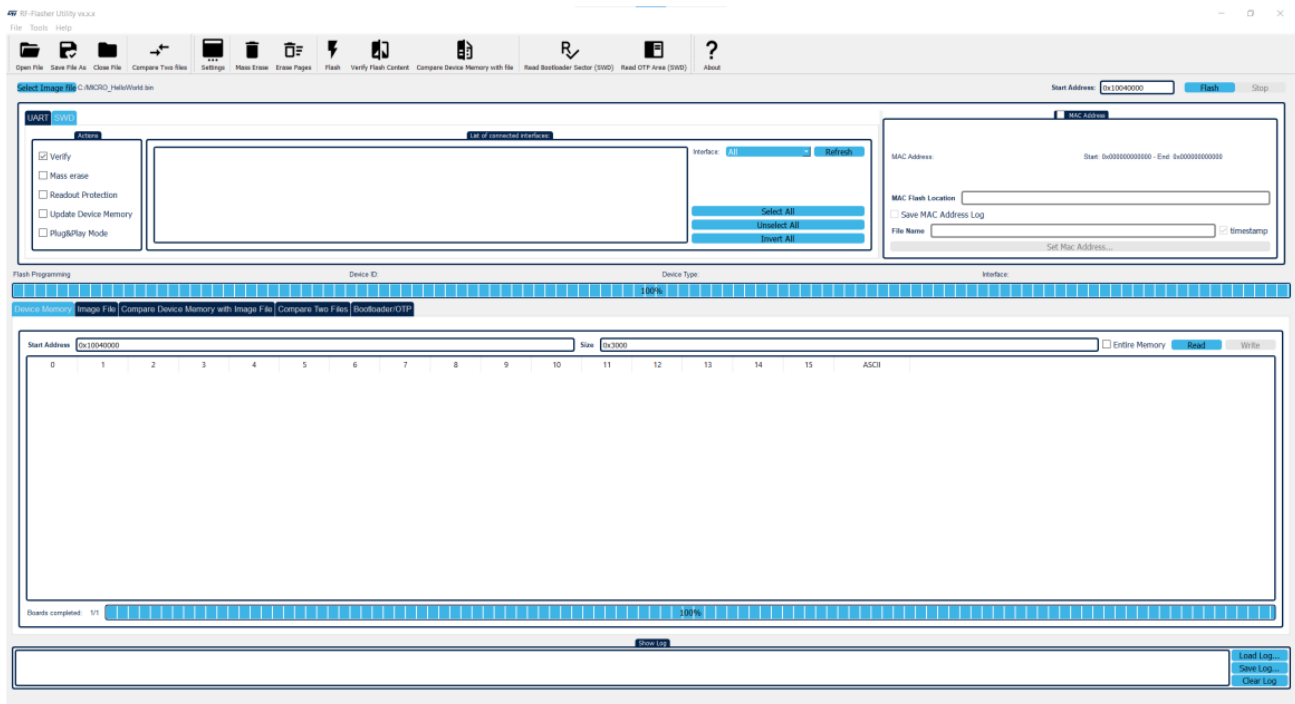 RF-Flasher Utility vx.x.x
File Tools Help
Open File Save File As Close File Compare Two files Settings Mass Erase Erase Pages Flash Verify Flash Content Compare Device Memory with file Read Bootloader Sector (SWD) Read OTP Area (SWD) About
Select Image file C:/MICRO_HelloWorld.bin Start Address: 0x10040000 Flash Stop
UART SWD
Actions
Verify
Mass erase
Readout Protection
Update Device Memory
Plug&Play Mode
List of connected interfaces:
Interface: All Refresh
Select All
Unselect All
Invert All
MAC Address
MAC Address: Start: 0x000000000000 - End: 0x000000000000
MAC Flash Location
Save MAC Address Log
File Name timestamp
Set Mac Address...
Flash Programming Device ID: Device Type: Interface:
100%
Device Memory Image File Compare Device Memory with Image File Compare Two Files Bootloader/OTP
Start Address 0x10040000 Size 0x3000 Entire Memory Read Write
0 1 2 3 4 5 6 7 8 9 10 11 12 13 14 15 ASCII
Boards completed: 1/1 100%
Show Log
Load Log...
Save Log...
Clear Log